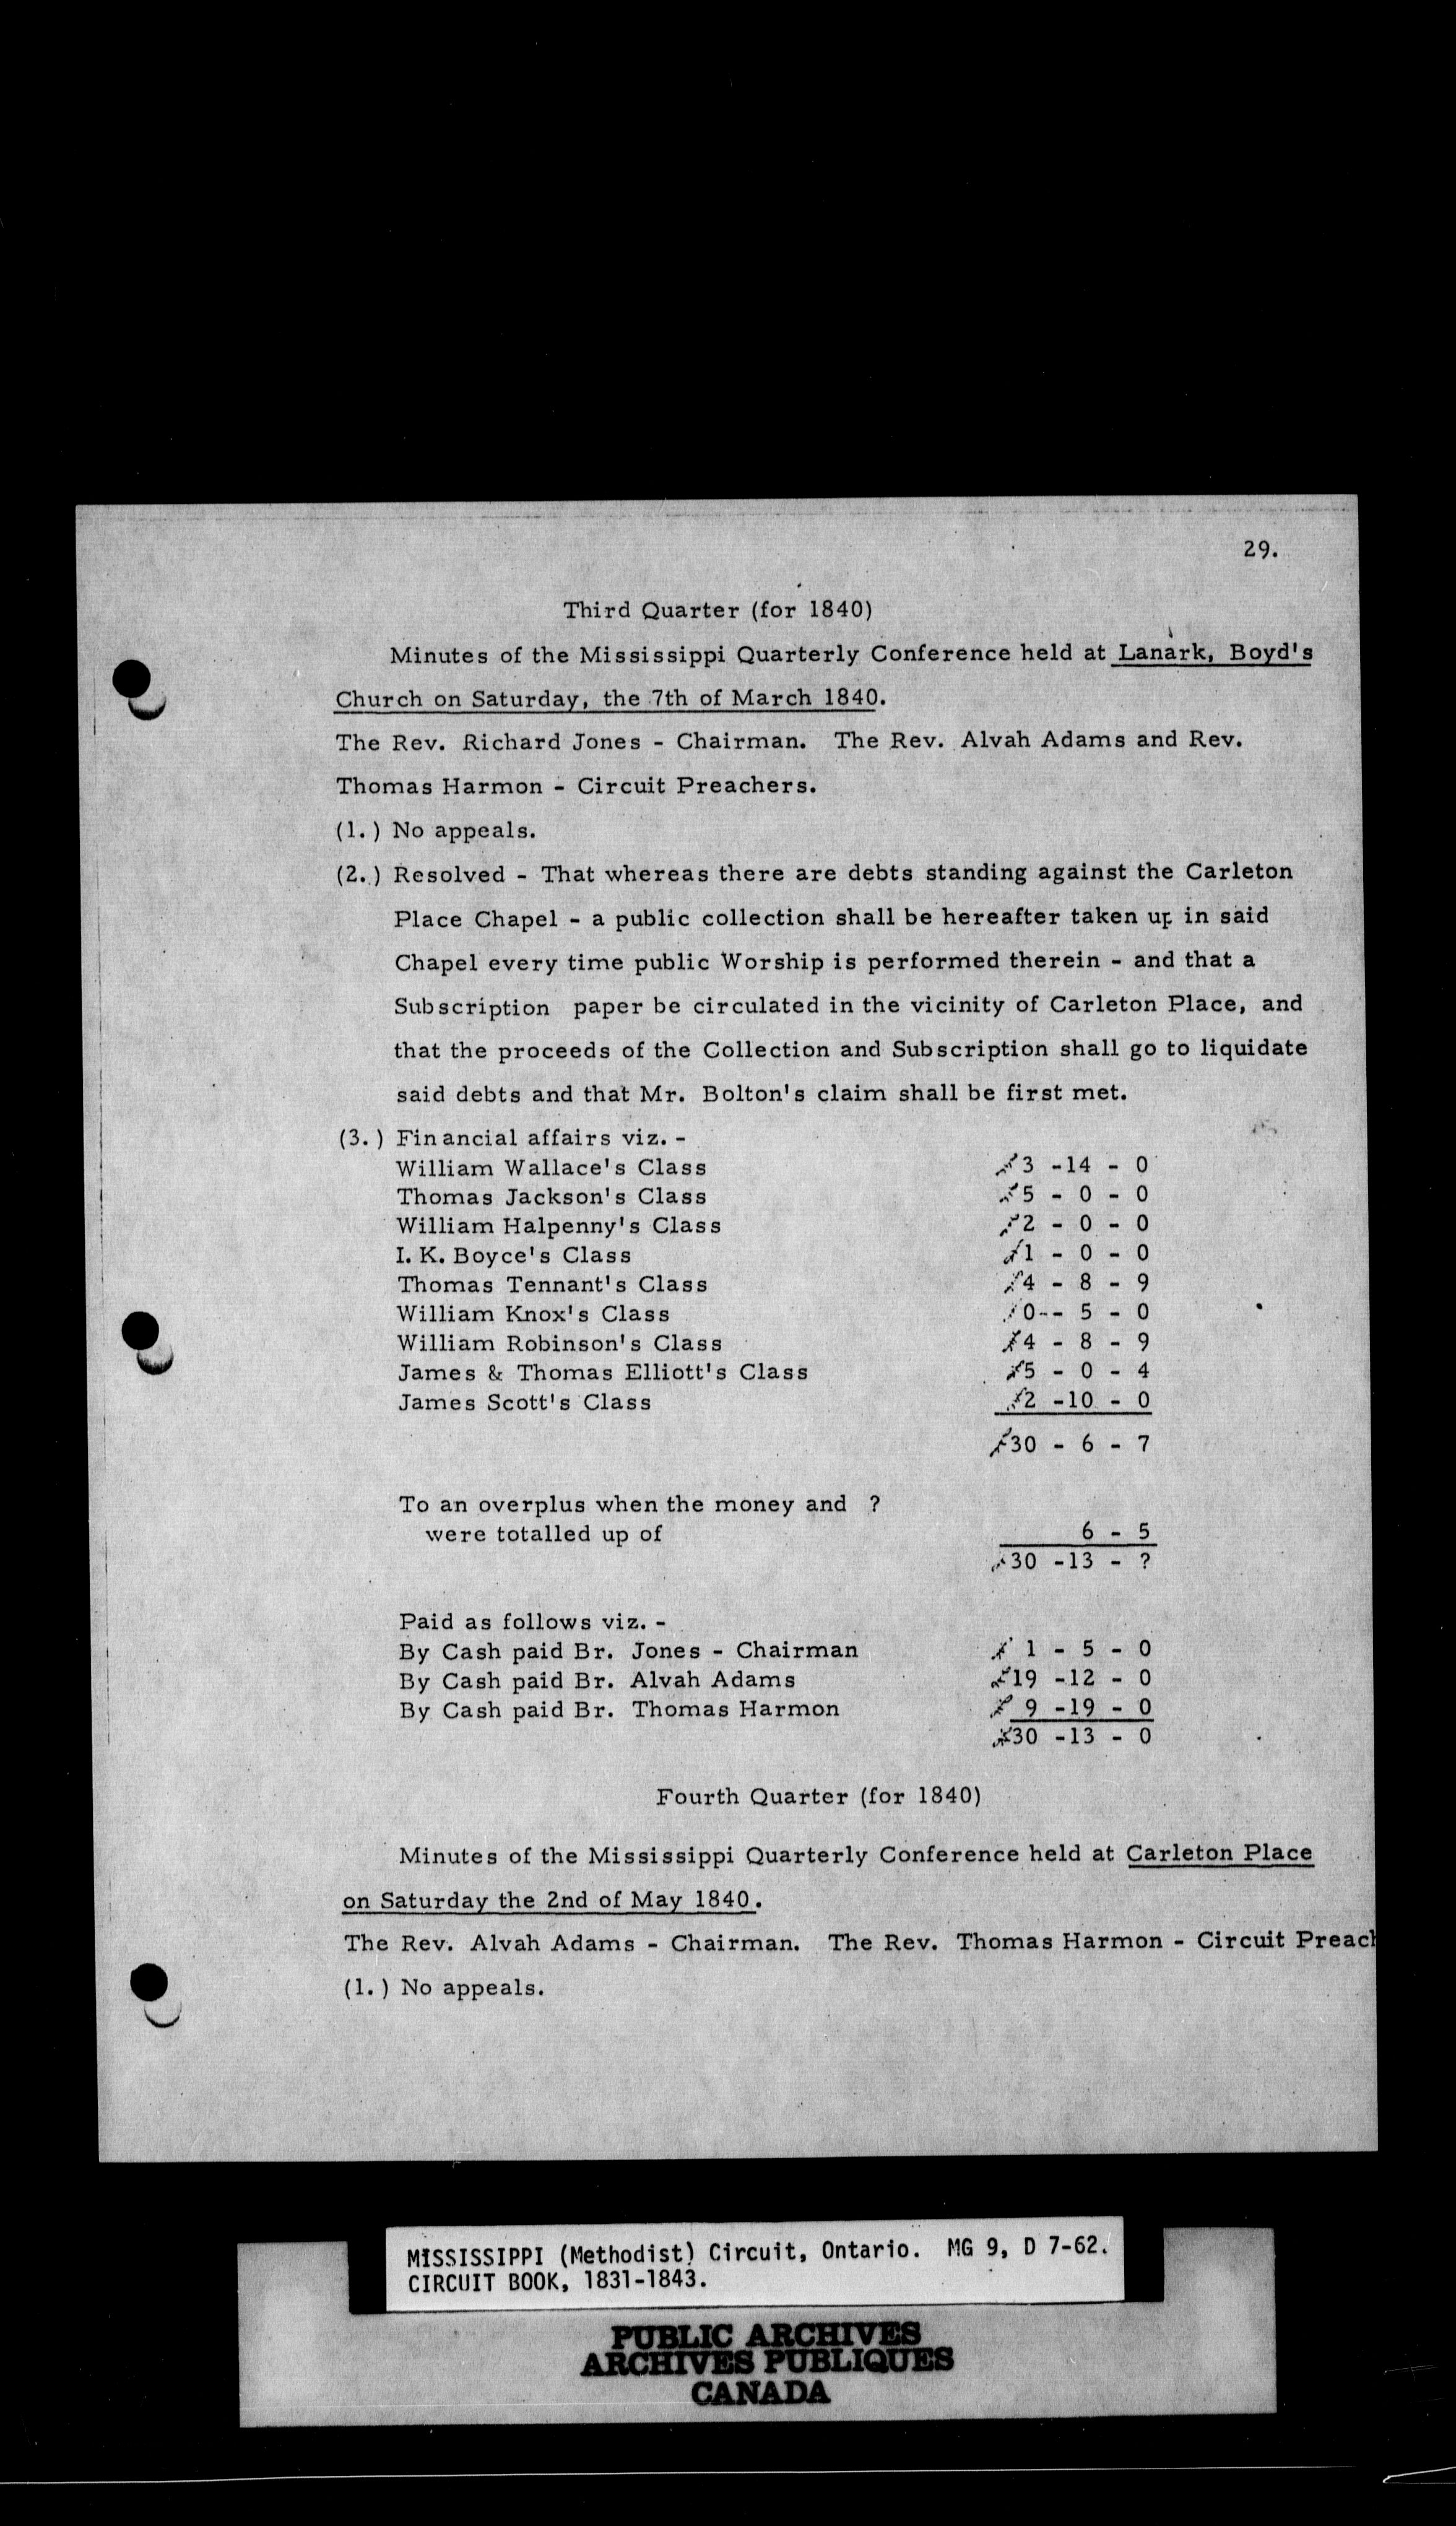 29.
Third Quarter (for 1840)
Minutes of the Mississippi Quarterly Conference held at Lanark, Boyd's
Church on Saturday, the 7th of March 1840.
The Rev. Richard Jones - Chairman. The Rev. Alvah Adams and Rev.
Thomas Harmon - Circuit Preachers.
(1.) No appeals.
(2.) Resolved - That whereas there are debts standing against the Carleton
Place Chapel - a public collection shall be hereafter taken up in said
Chapel every time public Worship is performed therein - and that a
Subscription paper be circulated in the vicinity of Carleton Place, and
that the proceeds of the Collection and Subscription shall go to liquidate
said debts and that Mr. Bolton's claim shall be first met.
(3.) Financial affairs viz. -
William Wallace's Class £3 -14 - 0
Thomas Jackson's Class £5 - 0 - 0
William Halpenny's Class £2 - 0 - 0
I. K. Boyce's Class £1 - 0 - 0
Thomas Tennant's Class £4 - 8 - 9
William Knox's Class £0-- 5 - 0
William Robinson's Class £4 - 8 - 9
James & Thomas Elliott's Class £5 - 0 - 4
James Scott's Class £2 -10 - 0
£30 - 6 - 7
To an overplus when the money and ?
were totalled up of 6 - 5
£30 -13 - ?
Paid as follows viz. -
By Cash paid Br. Jones - Chairman £ 1 - 5 - 0
By Cash paid Br. Alvah Adams £19 -12 - 0
By Cash paid Br. Thomas Harmon £ 9 -19 - 0
£30 -13 - 0
Fourth Quarter (for 1840)
Minutes of the Mississippi Quarterly Conference held at Carleton Place
on Saturday the 2nd of May 1840.
The Rev. Alvah Adams - Chairman. The Rev. Thomas Harmon - Circuit Preach
(1.) No appeals.
MISSISSIPPI (Methodist) Circuit, Ontario. MG 9, D 7-62.
CIRCUIT BOOK, 1831-1843.
PUBLIC ARCHIVES
ARCHIVES PUBLIQUES
CANADA